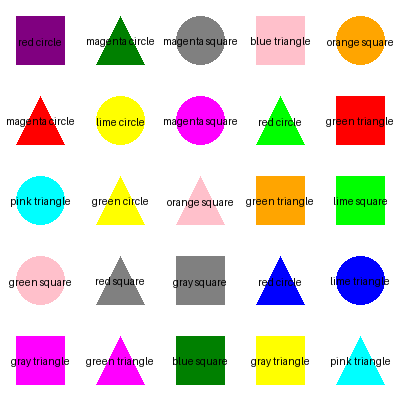 red circle
magenta circle
magenta square
blue triangle
orange square
magenta circle
lime circle
magenta square
red circle
green triangle
pink triangle
green circle
orange square
green triangle
lime square
green square
red square
gray square
red circle
lime triangle
gray triangle
green triangle
blue square
gray triangle
pink triangle